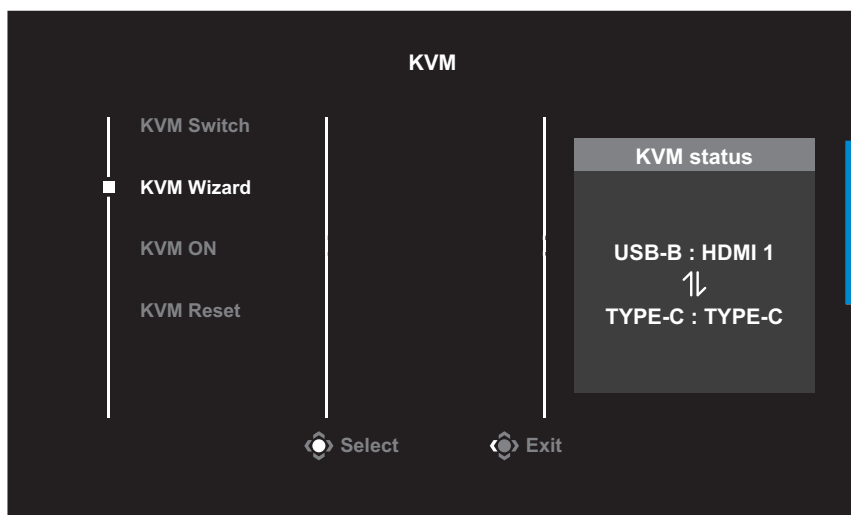 KVM
KVM Switch
KVM Wizard
KVM ON
KVM Reset
KVM status
USB-B : HDMI 1
TYPE-C : TYPE-C
Select
Exit